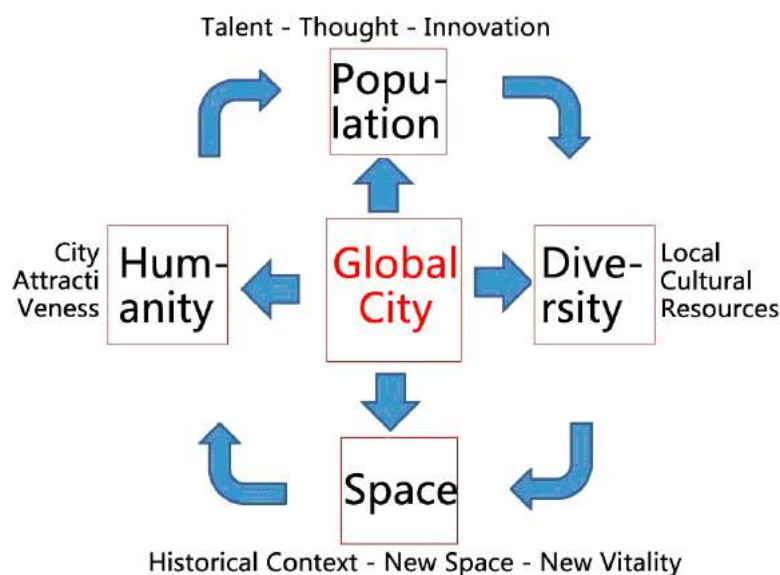 Talent - Thought - Innovation
Popu-
lation
City
Attracti
Veness
Hum-
anity
Global
City
Dive-
rsity
Local
Cultural
Resources
Space
Historical Context - New Space - New Vitality